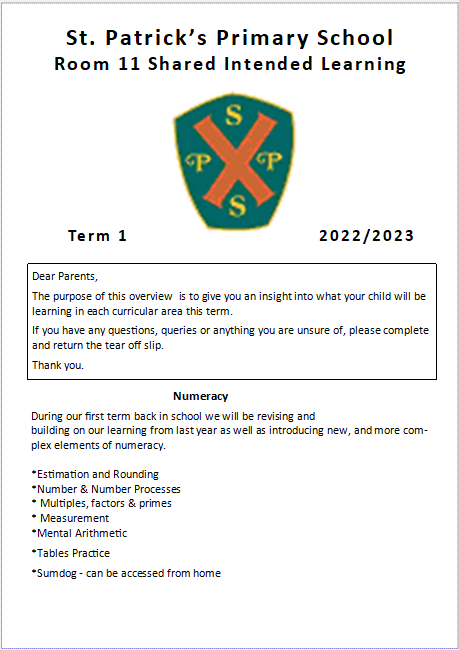 St. Patrick’s Primary School
Room 11 Shared Intended Learning
S
P P
S
Term 1 2022/2023
Dear Parents,
The purpose of this overview is to give you an insight into what your child will be
learning in each curricular area this term.
If you have any questions, queries or anything you are unsure of, please complete
and return the tear off slip.
Thank you.
Numeracy
During our first term back in school we will be revising and
building on our learning from last year as well as introducing new, and more com-
plex elements of numeracy.
*Estimation and Rounding
*Number & Number Processes
* Multiples, factors & primes
* Measurement
*Mental Arithmetic
*Tables Practice
*Sumdog - can be accessed from home